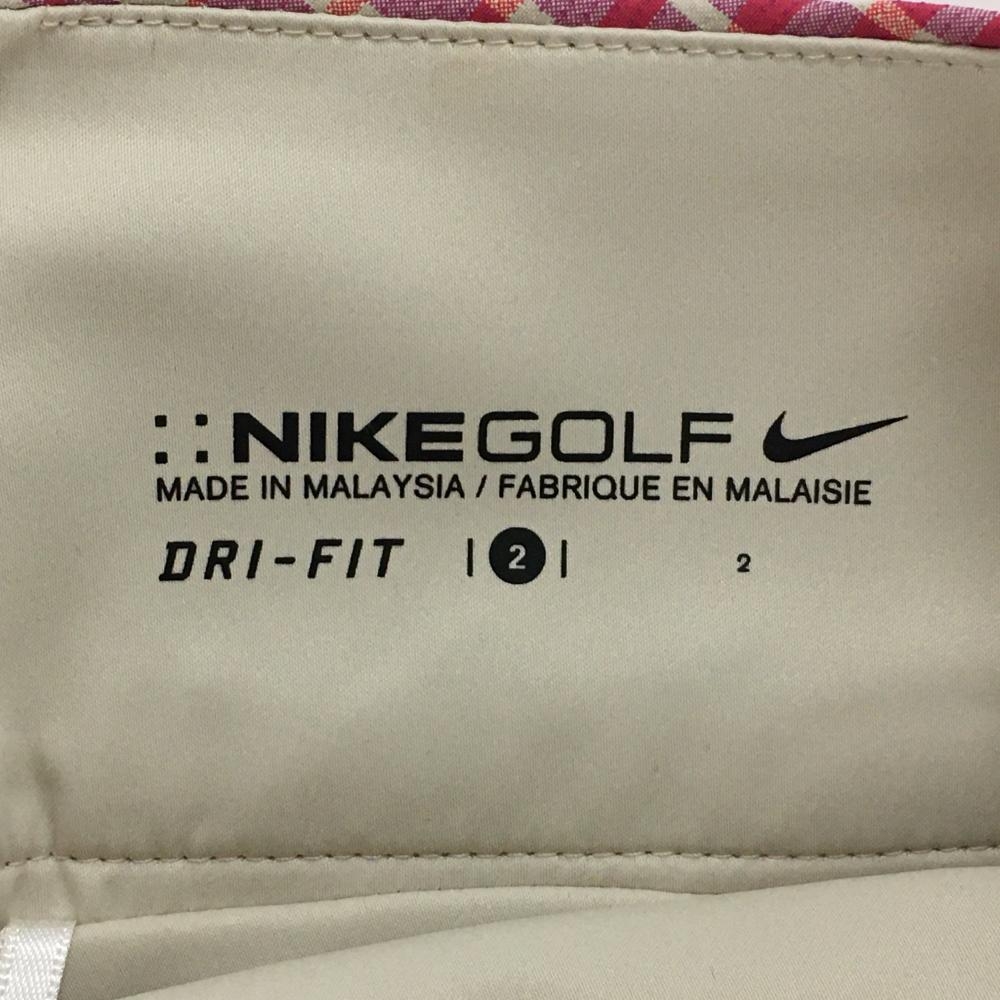 ::NIKEGOLF
MADE IN MALAYSIA / FABRIQUE EN MALAISIE
DRI-FIT | 2 | 2